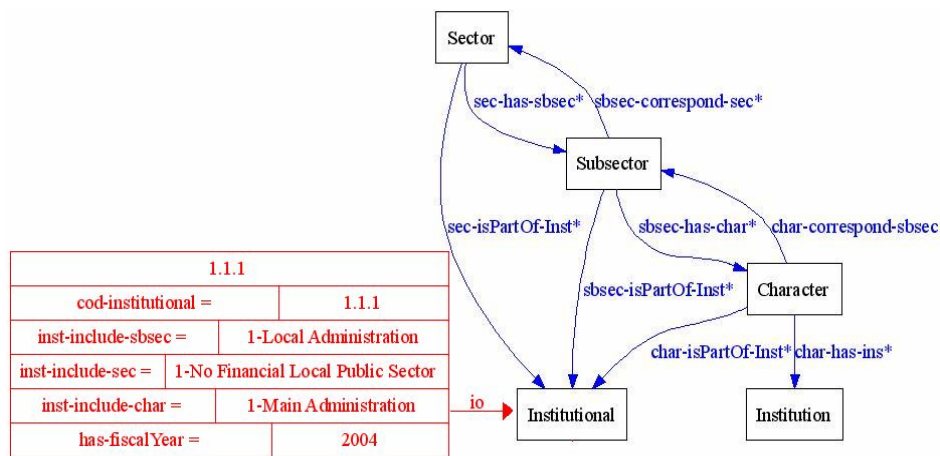 Sector
sec-has-sbsec* sbsec-correspond-sec*
Subsector
sec-isPartOf-Inst* sbsec-has-char* char-correspond-sbsec
1.1.1
cod-institutional = 1.1.1
sbsec-isPartOf-Inst* Character
inst-include-sbsec = 1-Local Administration
inst-include-sec = 1-No Financial Local Public Sector
char-isPartOf-Inst* char-has-ins*
inst-include-char = 1-Main Administration io Institutional Institution
has-fiscalYear = 2004